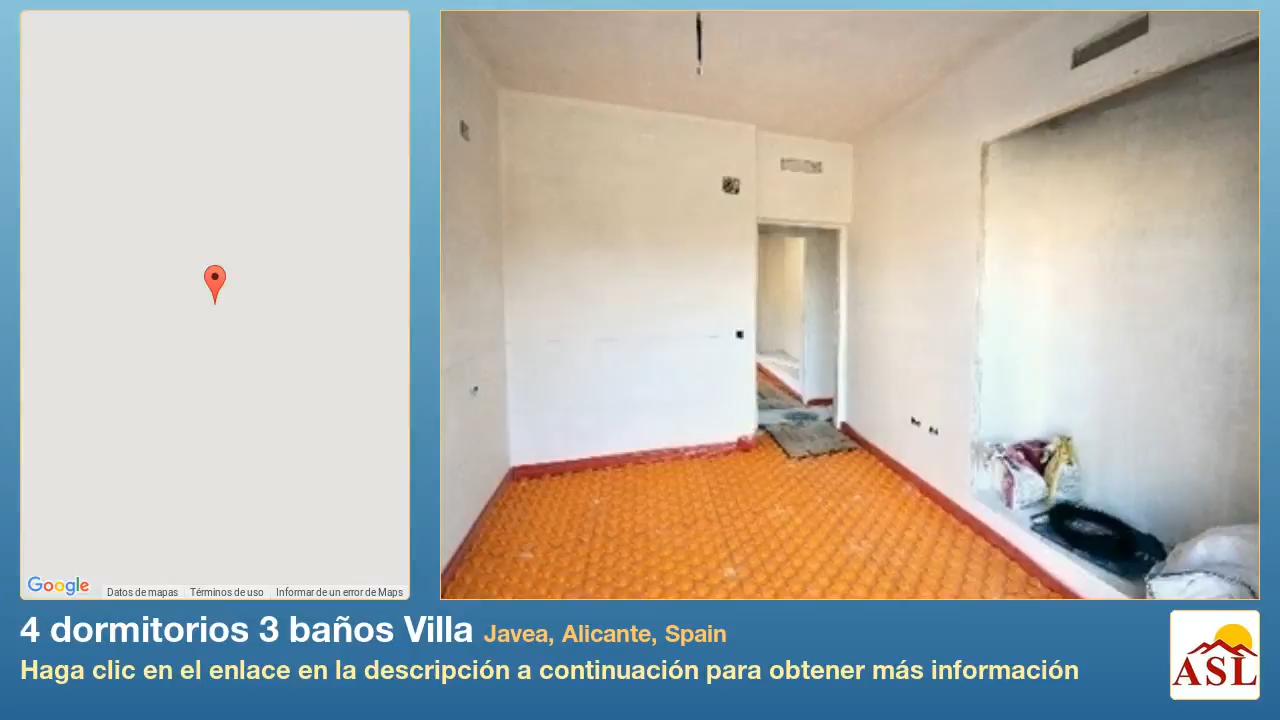 Google
Datos de mapas
Términos de uso
Informar de un error de Maps
4 dormitorios 3 baños Villa Javea, Alicante, Spain
Haga clic en el enlace en la descripción a continuación para obtener más información
ASL